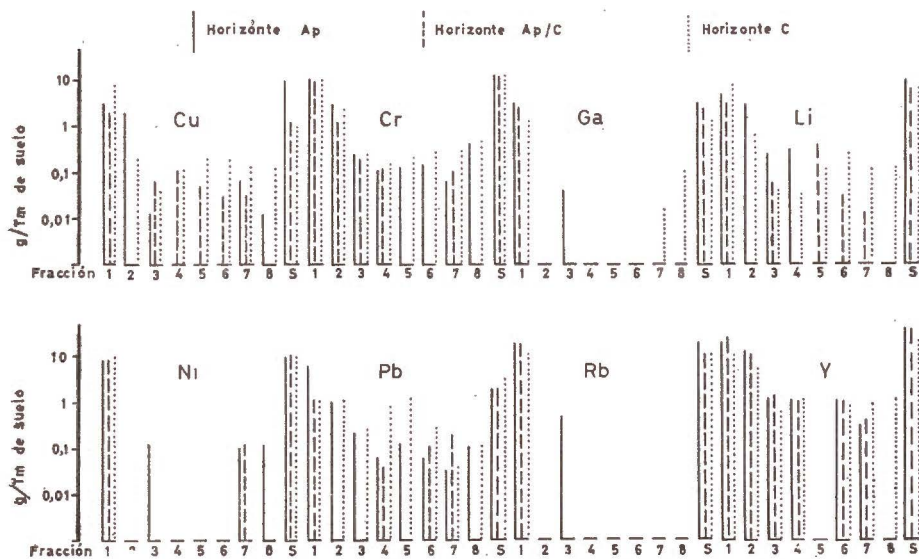 Horizónte Ap Horizonte Ap/C Horizonte C
g/Tm de suelo
10
1
0,1
0,01
Cu Cr Ga Li
Fracción 1 2 3 4 5 6 7 8 S 1 2 3 4 5 6 7 8 S 1 2 3 4 5 6 7 8 S 1 2 3 4 5 6 7 8 S
g/Tm de suelo
10
1
0,1
0,01
Ni Pb Rb Y
Fracción 1 3 4 5 6 7 8 S 1 2 3 4 5 6 7 8 S 1 2 3 4 5 6 7 8 S 1 2 3 4 5 6 7 8 S